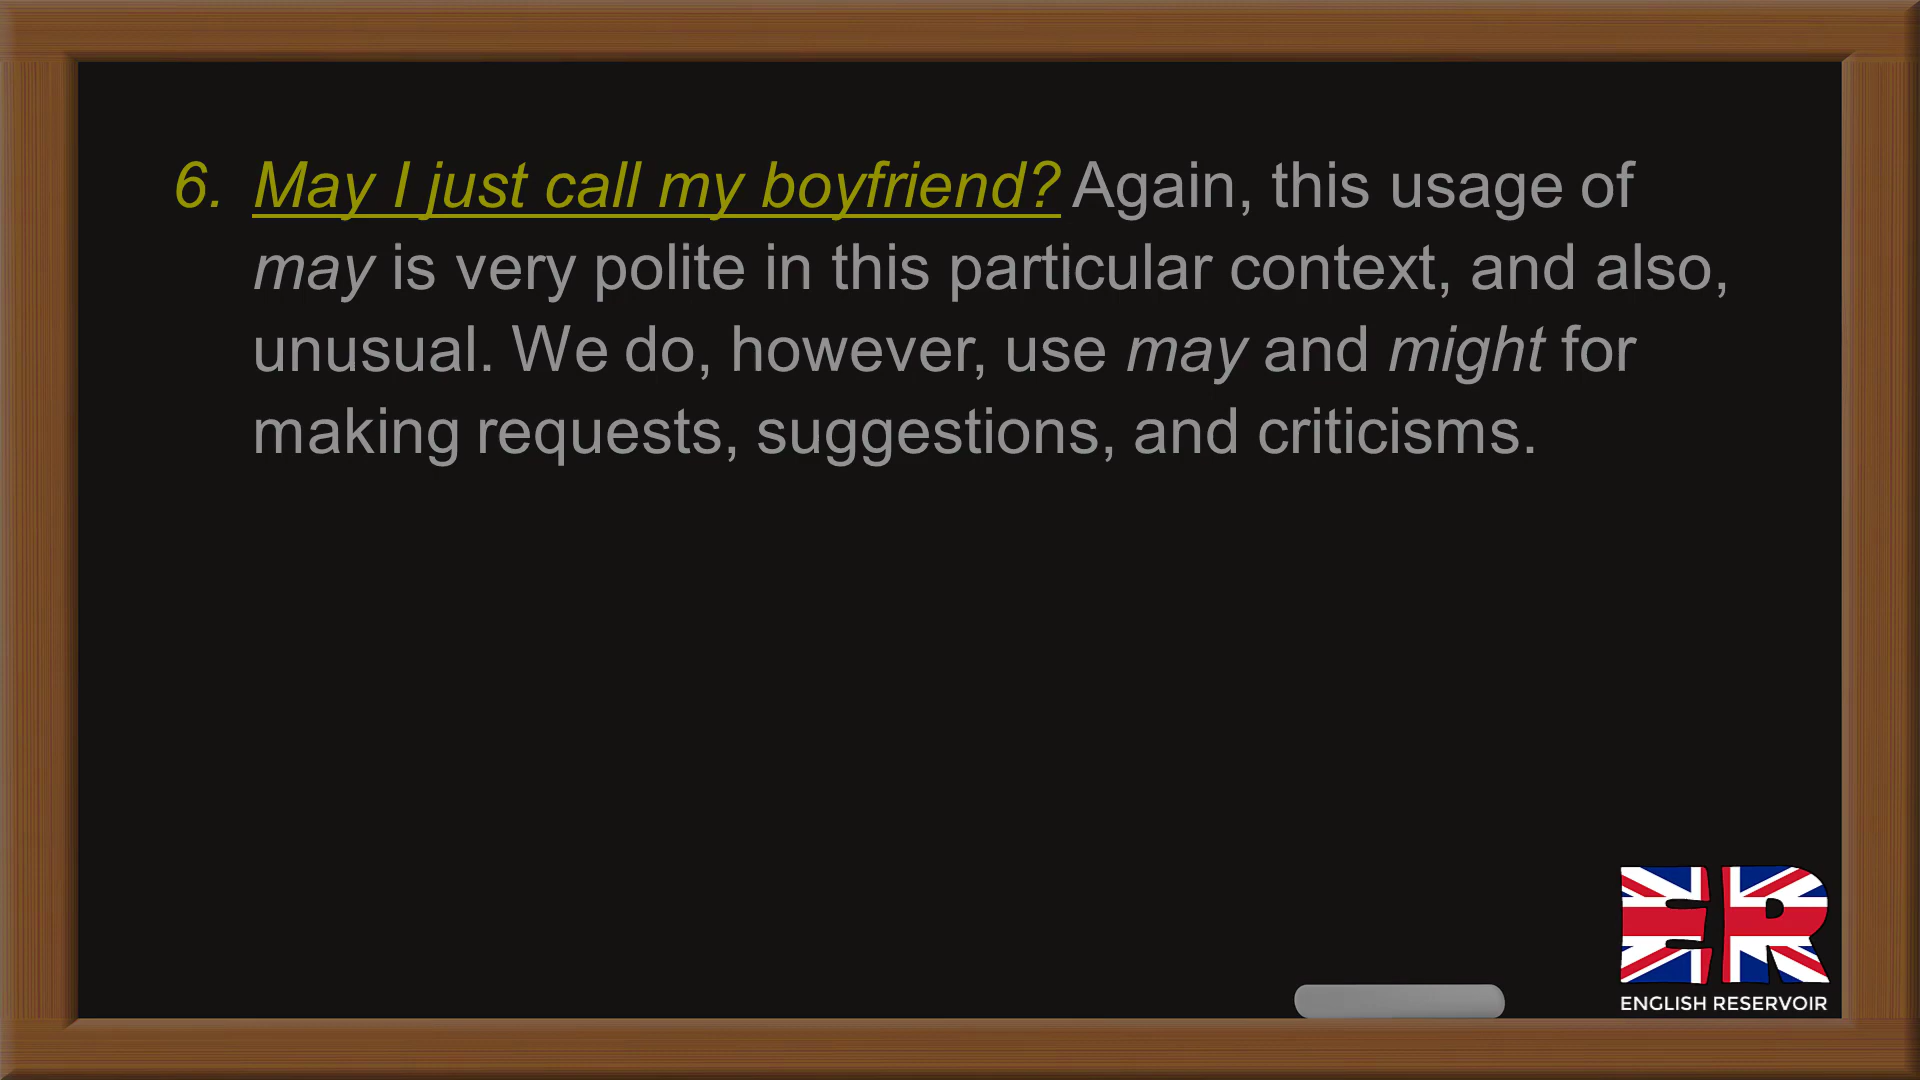 6. May I just call my boyfriend? Again, this usage of
may is very polite in this particular context, and also,
unusual. We do, however, use may and might for
making requests, suggestions, and criticisms.
ER
ENGLISH RESERVOIR